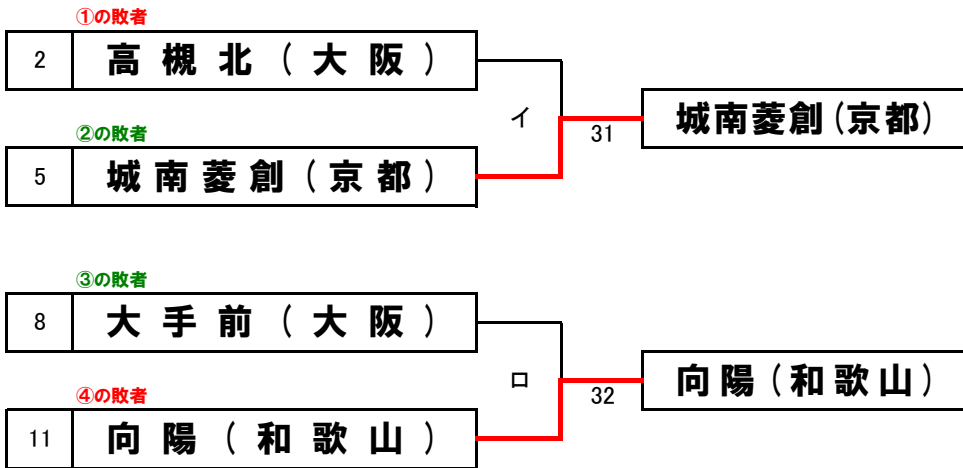 ①の敗者
2 高槻北(大阪)
イ
31
城南菱創(京都)
②の敗者
5 城南菱創(京都)
③の敗者
8 大手前(大阪)
ロ
32
向陽(和歌山)
④の敗者
11 向陽(和歌山)